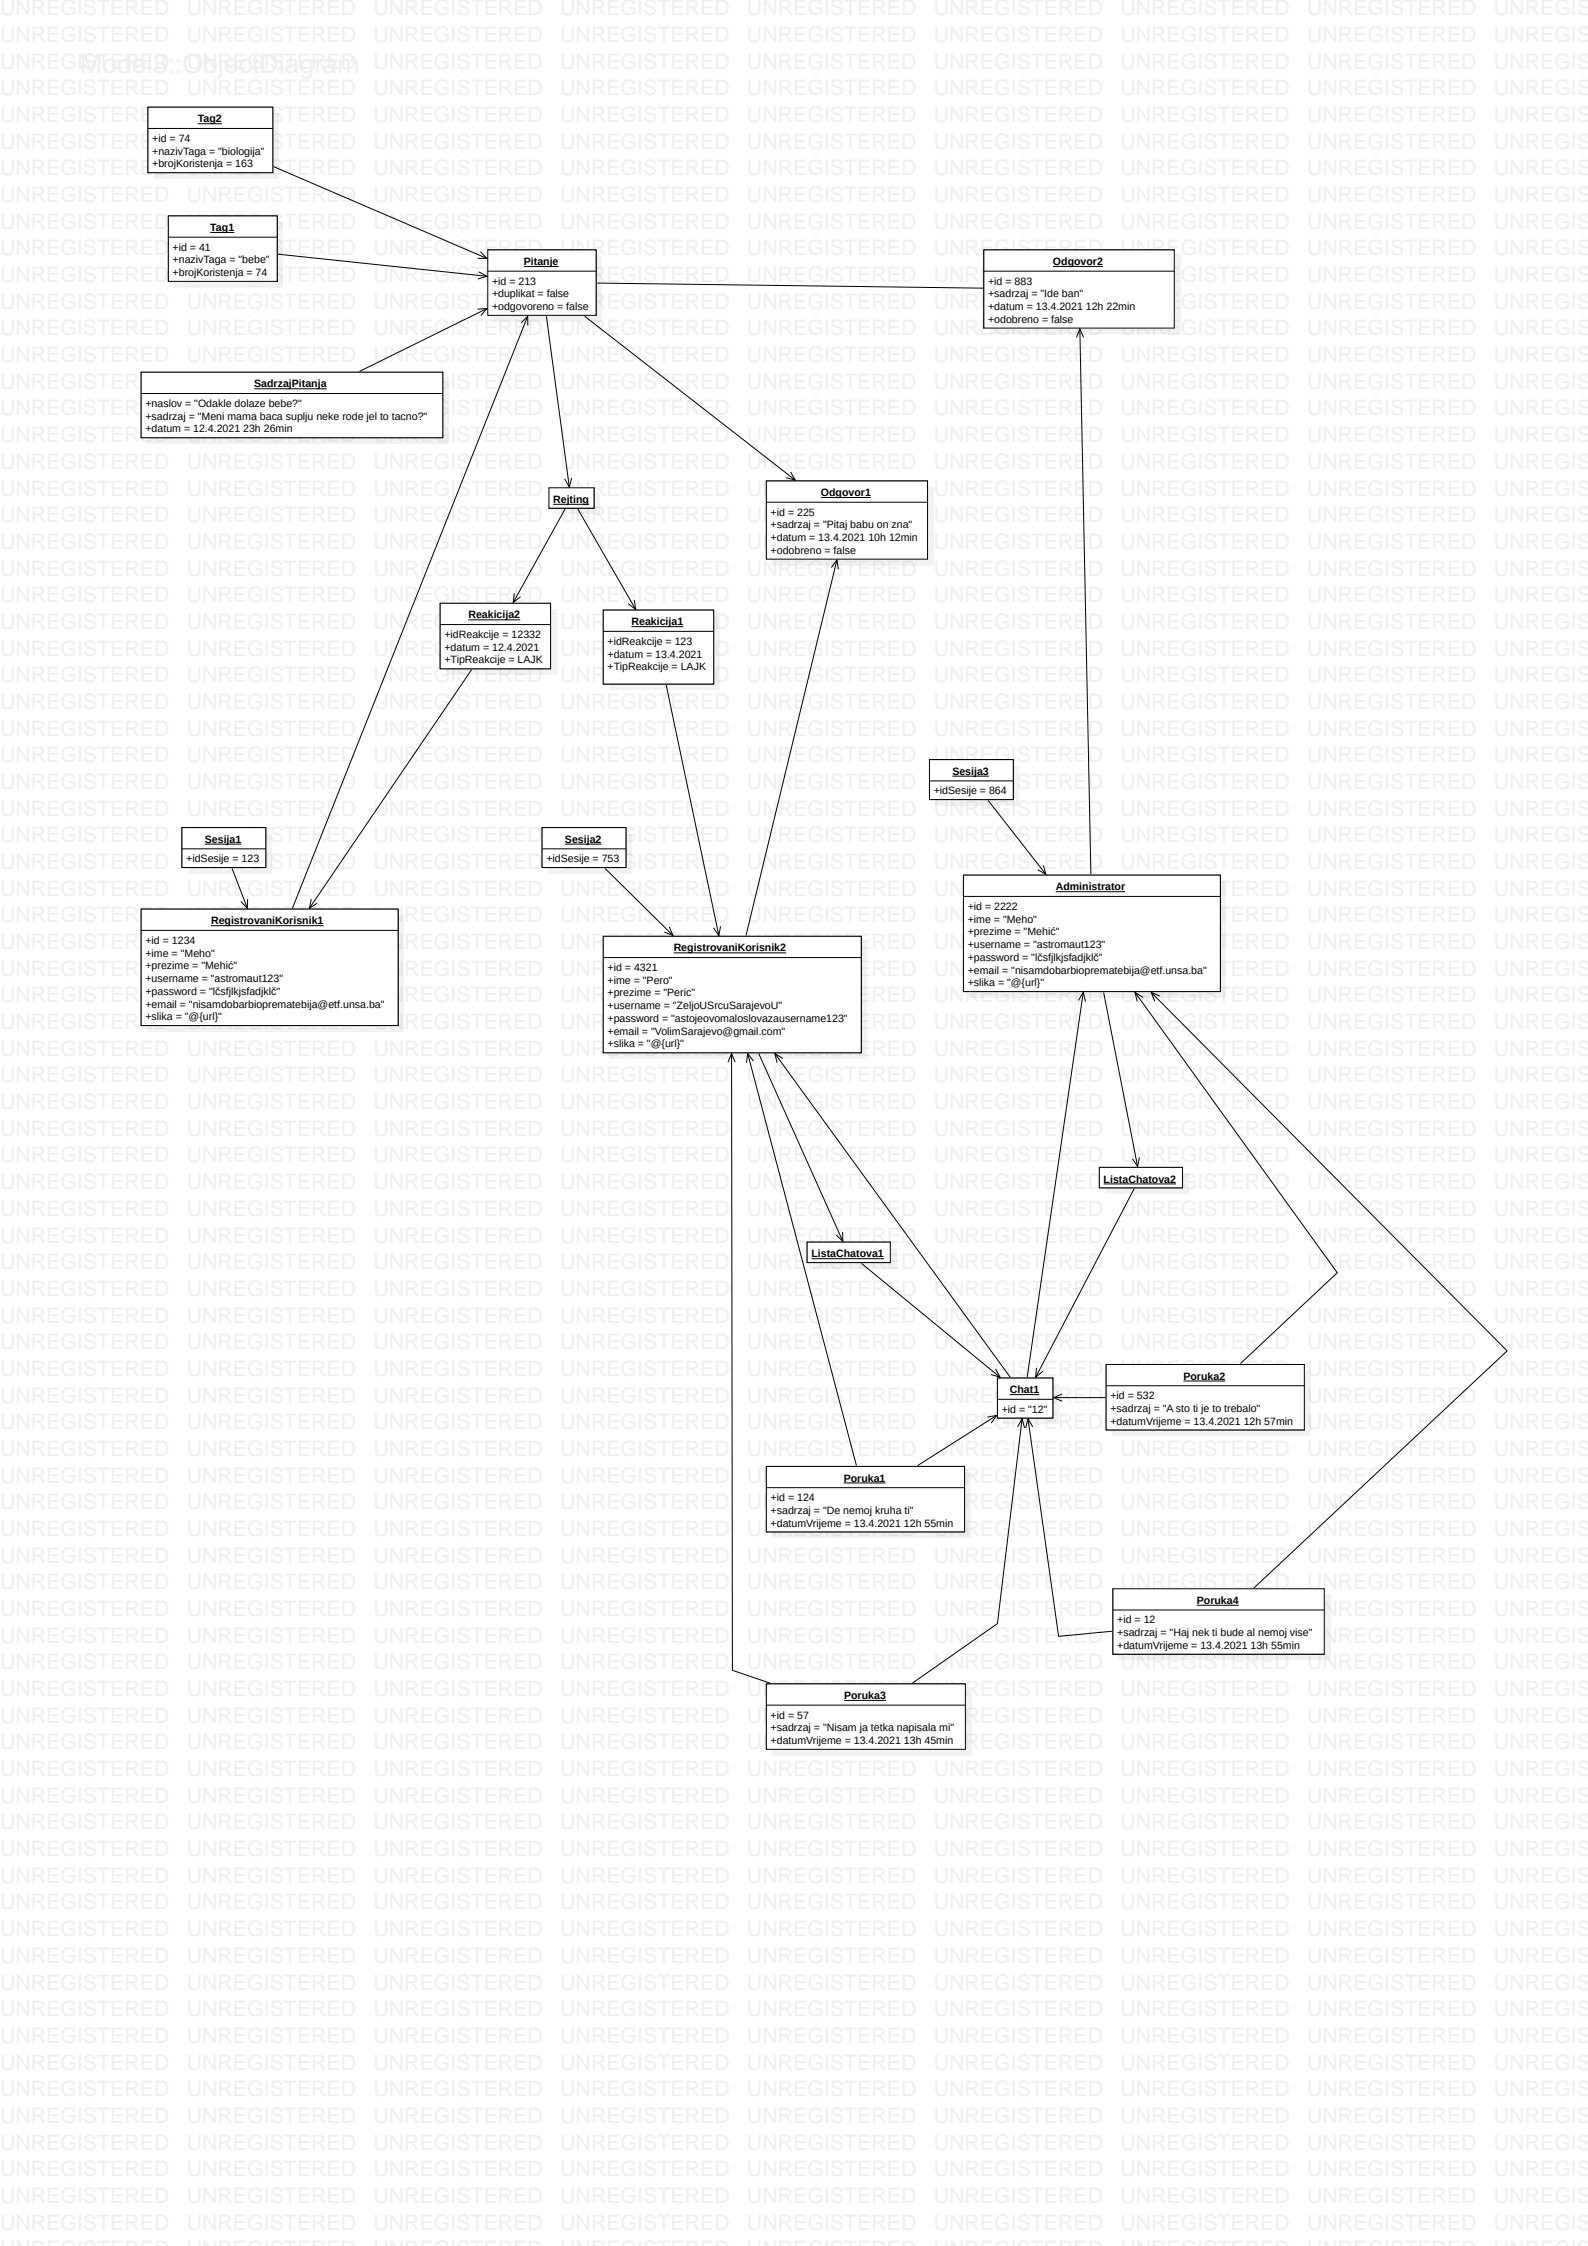 UNREGISTERED
Model3::ObjectDiagram
Tag2
+id = 74
+nazivTaga = "biologija"
+brojKoristenja = 163
Tag1
+id = 41
+nazivTaga = "bebe"
+brojKoristenja = 74
Pitanje
+id = 213
+duplikat = false
+odgovoreno = false
Odgovor2
+id = 883
+sadrzaj = "Ide ban"
+datum = 13.4.2021 12h 22min
+odobreno = false
SadrzajPitanja
+naslov = "Odakle dolaze bebe?"
+sadrzaj = "Meni mama baca suplju neke rode jel to tacno?"
+datum = 12.4.2021 23h 26min
Rejting
Odgovor1
+id = 225
+sadrzaj = "Pitaj babu on zna"
+datum = 13.4.2021 10h 12min
+odobreno = false
Reakicija2
+idReakcije = 12332
+datum = 12.4.2021
+TipReakcije = LAJK
Reakicija1
+idReakcije = 123
+datum = 13.4.2021
+TipReakcije = LAJK
Sesija3
+idSesije = 864
Sesija1
+idSesije = 123
Sesija2
+idSesije = 753
Administrator
+id = 2222
+ime = "Meho"
+prezime = "Mehić"
+username = "astromaut123"
+password = "lčsfjlkjsfadjklč"
+email = "nisamdobarbioprematebija@etf.unsa.ba"
+slika = "@{url}"
RegistrovaniKorisnik1
+id = 1234
+ime = "Meho"
+prezime = "Mehić"
+username = "astromaut123"
+password = "lčsfjlkjsfadjklč"
+email = "nisamdobarbioprematebija@etf.unsa.ba"
+slika = "@{url}"
RegistrovaniKorisnik2
+id = 4321
+ime = "Pero"
+prezime = "Peric"
+username = "ZeljoUSrcuSarajevoU"
+password = "astojeovomaloslovazausername123"
+email = "VolimSarajevo@gmail.com"
+slika = "@{url}"
ListaChatova2
ListaChatova1
Chat1
+id = "12"
Poruka2
+id = 532
+sadrzaj = "A sto ti je to trebalo"
+datumVrijeme = 13.4.2021 12h 57min
Poruka1
+id = 124
+sadrzaj = "De nemoj kruha ti"
+datumVrijeme = 13.4.2021 12h 55min
Poruka4
+id = 12
+sadrzaj = "Haj nek ti bude al nemoj vise"
+datumVrijeme = 13.4.2021 13h 55min
Poruka3
+id = 57
+sadrzaj = "Nisam ja tetka napisala mi"
+datumVrijeme = 13.4.2021 13h 45min